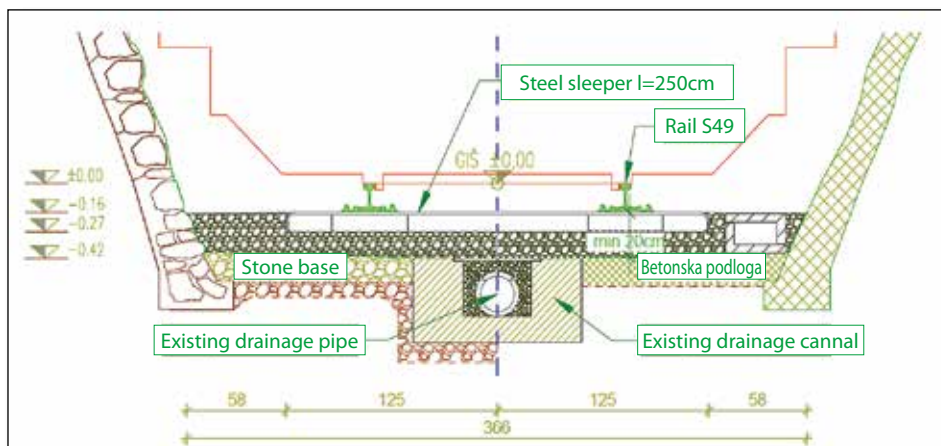 Steel sleeper l=250cm
Rail S49
GIŠ ±0.00
±0.00
-0.16
-0.27
-0.42
min 20cm
Stone base
Betonska podloga
Existing drainage pipe
Existing drainage cannal
58
125
125
58
366